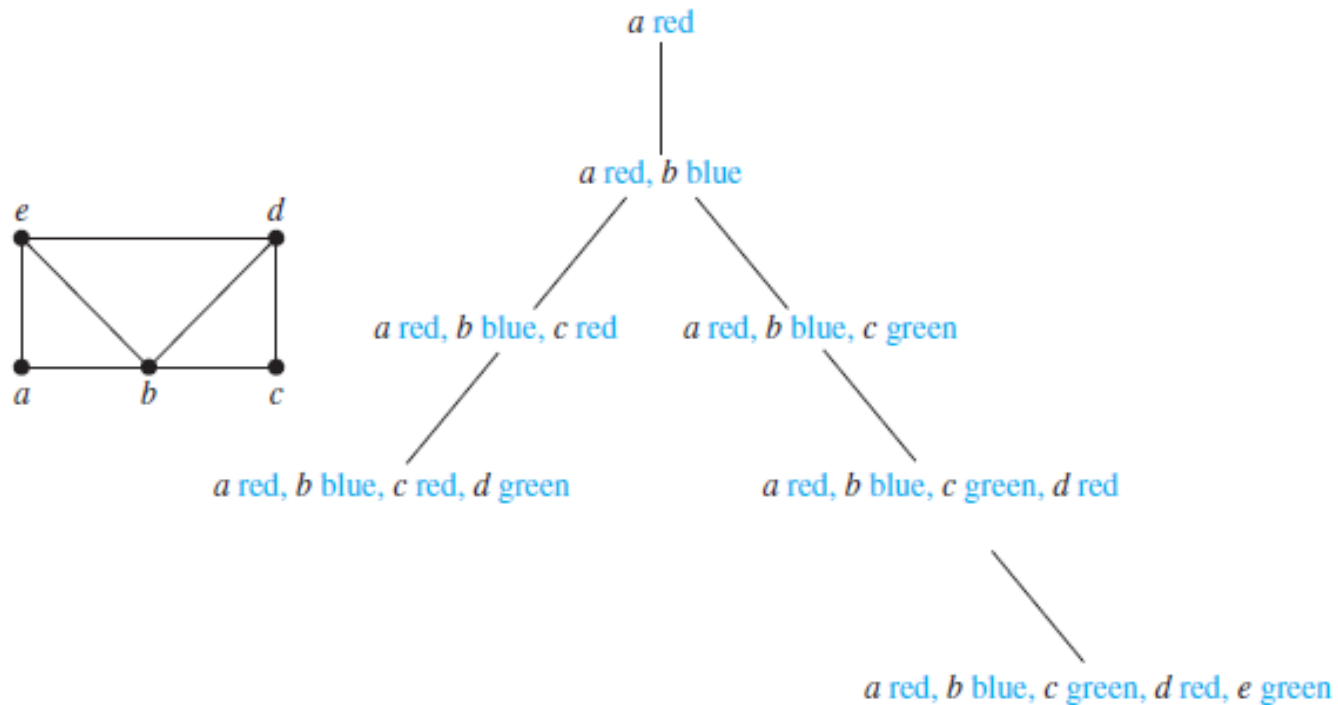 a red
a red, b blue
e d
a red, b blue, c red a red, b blue, c green
a b c
a red, b blue, c red, d green a red, b blue, c green, d red
a red, b blue, c green, d red, e green